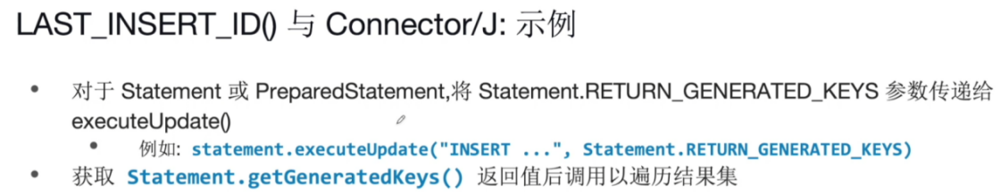 LAST_INSERT_ID() 与 Connector/J: 示例
• 对于 Statement 或 PreparedStatement,将 Statement.RETURN_GENERATED_KEYS 参数传递给
executeUpdate()
• 例如: statement.executeUpdate("INSERT ...", Statement.RETURN_GENERATED_KEYS)
• 获取 Statement.getGeneratedKeys() 返回值后调用以遍历结果集